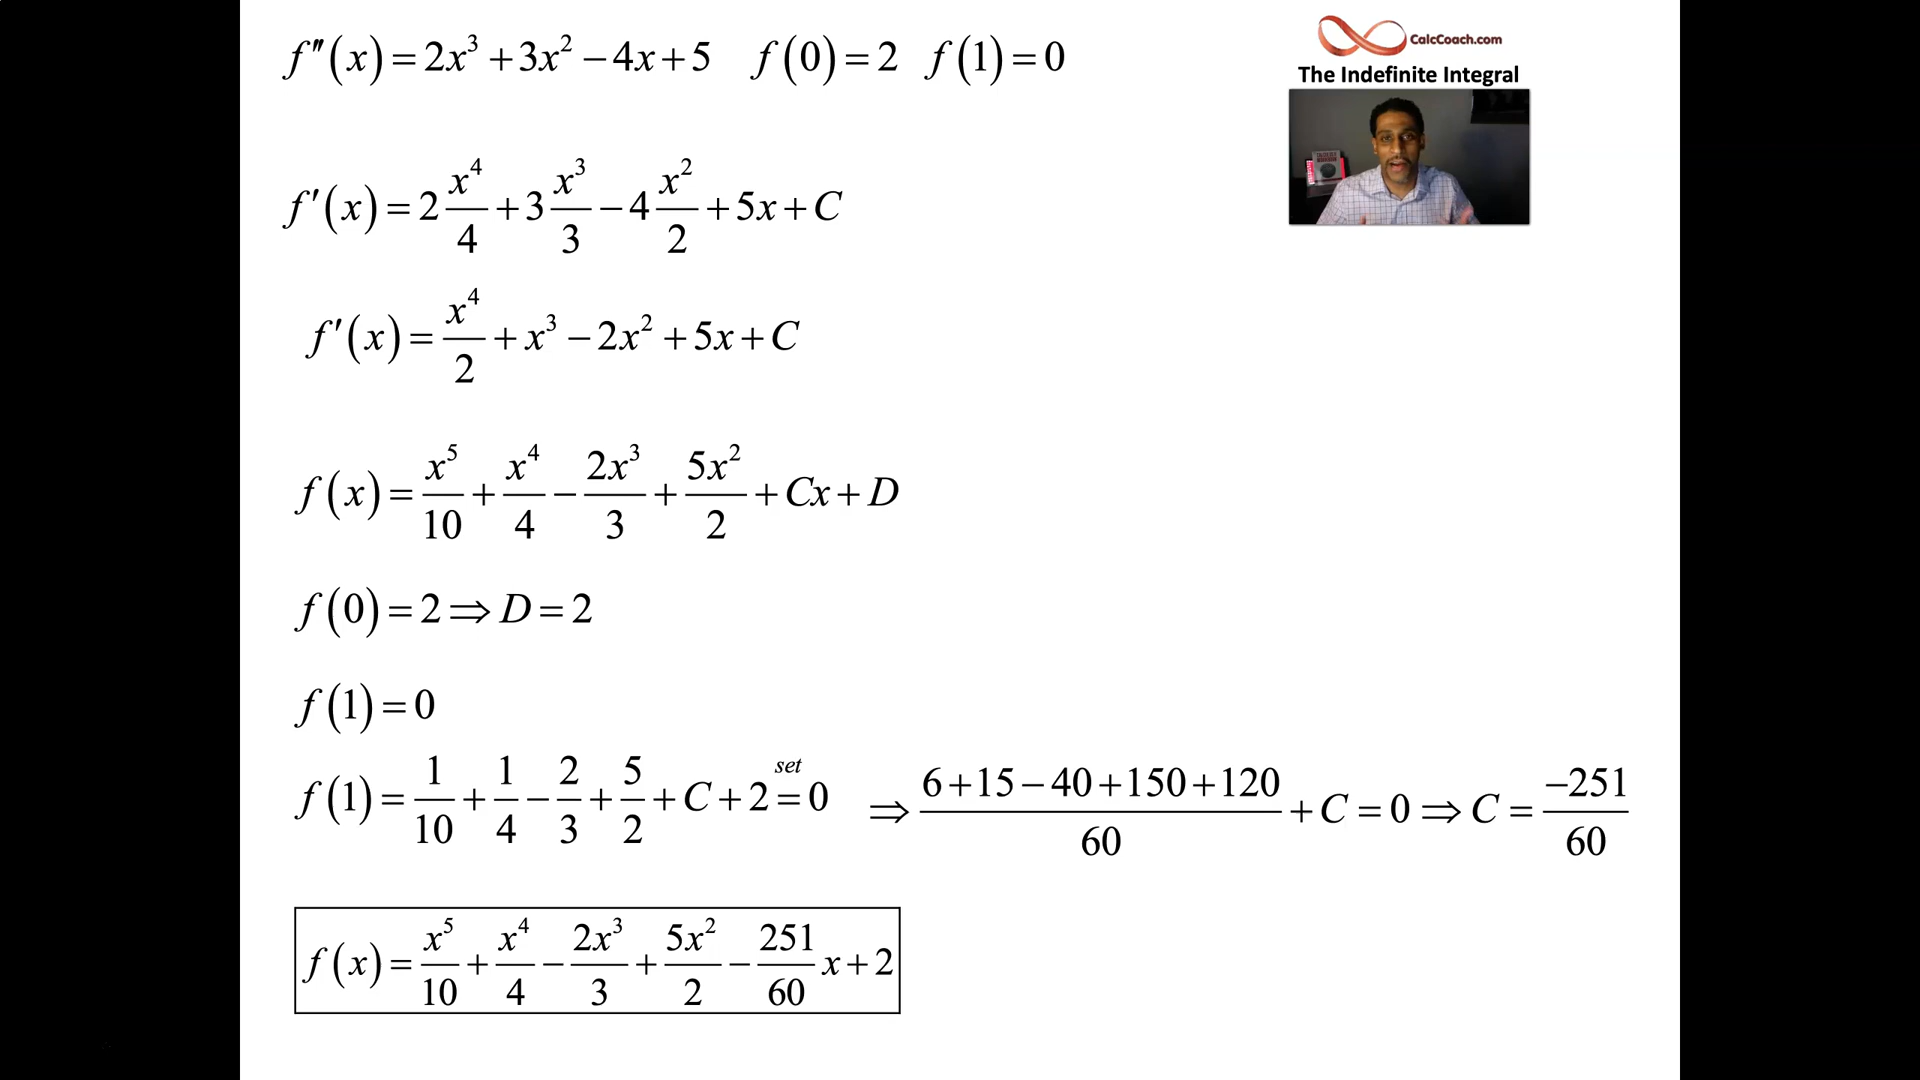 f″(x) = 2x³ + 3x² − 4x + 5 f(0) = 2 f(1) = 0
CalcCoach.com
The Indefinite Integral
f′(x) = 2 x⁴/4 + 3 x³/3 − 4 x²/2 + 5x + C
f′(x) = x⁴/2 + x³ − 2x² + 5x + C
f(x) = x⁵/10 + x⁴/4 − 2x³/3 + 5x²/2 + Cx + D
f(0) = 2 ⇒ D = 2
f(1) = 0
f(1) = 1/10 + 1/4 − 2/3 + 5/2 + C + 2 set = 0 ⇒ (6 + 15 − 40 + 150 + 120)/60 + C = 0 ⇒ C = −251/60
f(x) = x⁵/10 + x⁴/4 − 2x³/3 + 5x²/2 − 251/60 x + 2